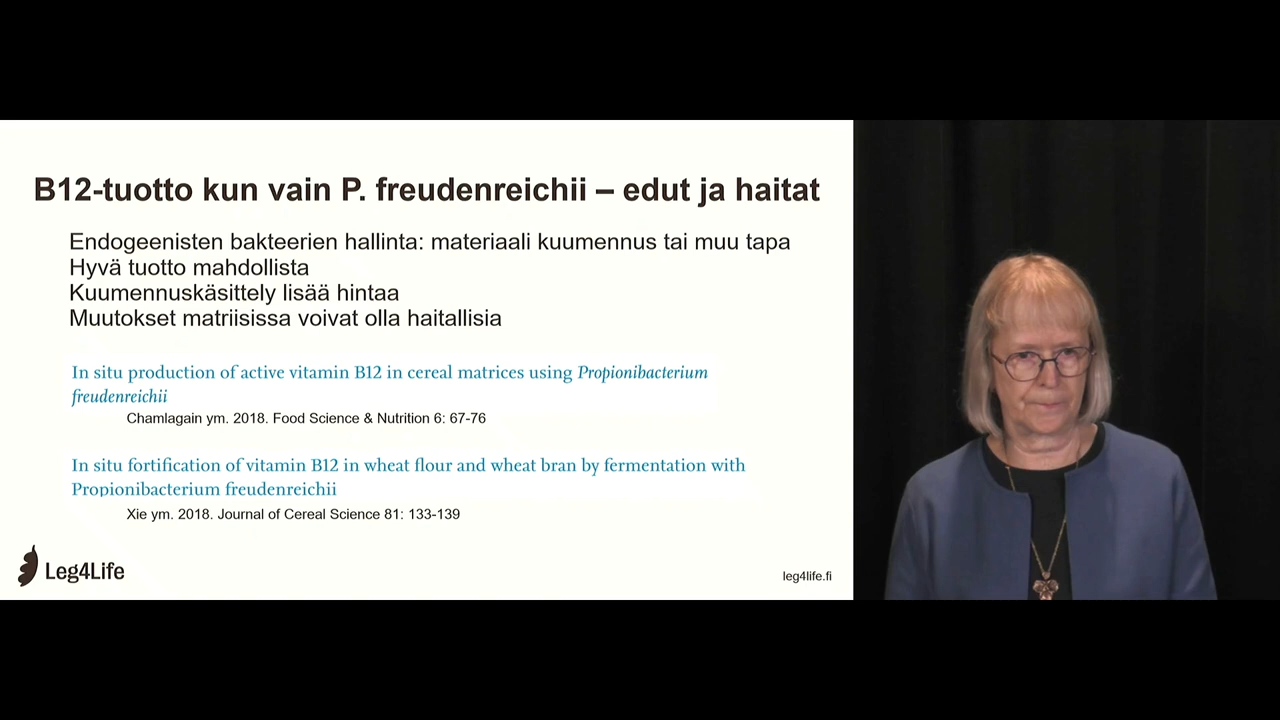 B12-tuotto kun vain P. freudenreichii – edut ja haitat
Endogeenisten bakteerien hallinta: materiaali kuumennus tai muu tapa
Hyvä tuotto mahdollista
Kuumennuskäsittely lisää hintaa
Muutokset matriisissa voivat olla haitallisia
In situ production of active vitamin B12 in cereal matrices using Propionibacterium
freudenreichii
Chamlagain ym. 2018. Food Science & Nutrition 6: 67-76
In situ fortification of vitamin B12 in wheat flour and wheat bran by fermentation with
Propionibacterium freudenreichii
Xie ym. 2018. Journal of Cereal Science 81: 133-139
Leg4Life
leg4life.fi